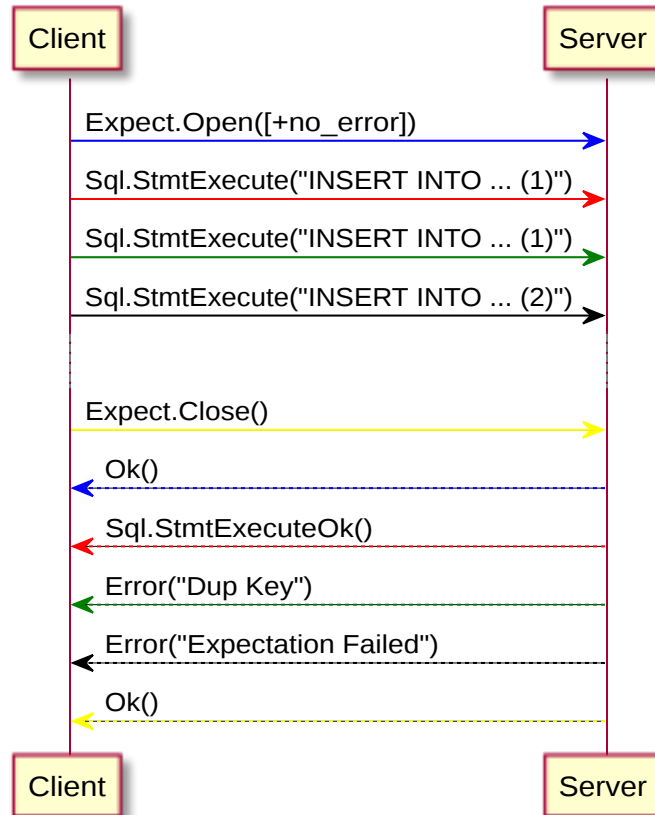 Client
Server
Expect.Open([+no_error])
Sql.StmtExecute("INSERT INTO ... (1)")
Sql.StmtExecute("INSERT INTO ... (1)")
Sql.StmtExecute("INSERT INTO ... (2)")
Expect.Close()
Ok()
Sql.StmtExecuteOk()
Error("Dup Key")
Error("Expectation Failed")
Ok()
Client
Server